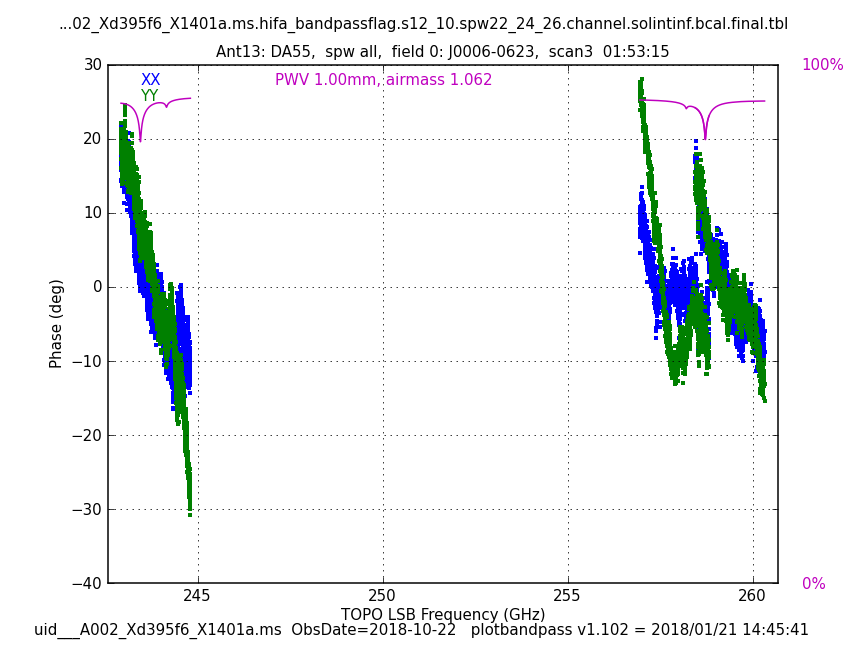 ...02_Xd395f6_X1401a.ms.hifa_bandpassflag.s12_10.spw22_24_26.channel.solintinf.bcal.final.tbl
Ant13: DA55, spw all, field 0: J0006-0623, scan3 01:53:15
30
100%
XX
PWV 1.00mm, airmass 1.062
YY
20
10
0
Phase (deg)
−10
−20
−30
−40
0%
245
250
255
260
TOPO LSB Frequency (GHz)
uid___A002_Xd395f6_X1401a.ms ObsDate=2018-10-22 plotbandpass v1.102 = 2018/01/21 14:45:41